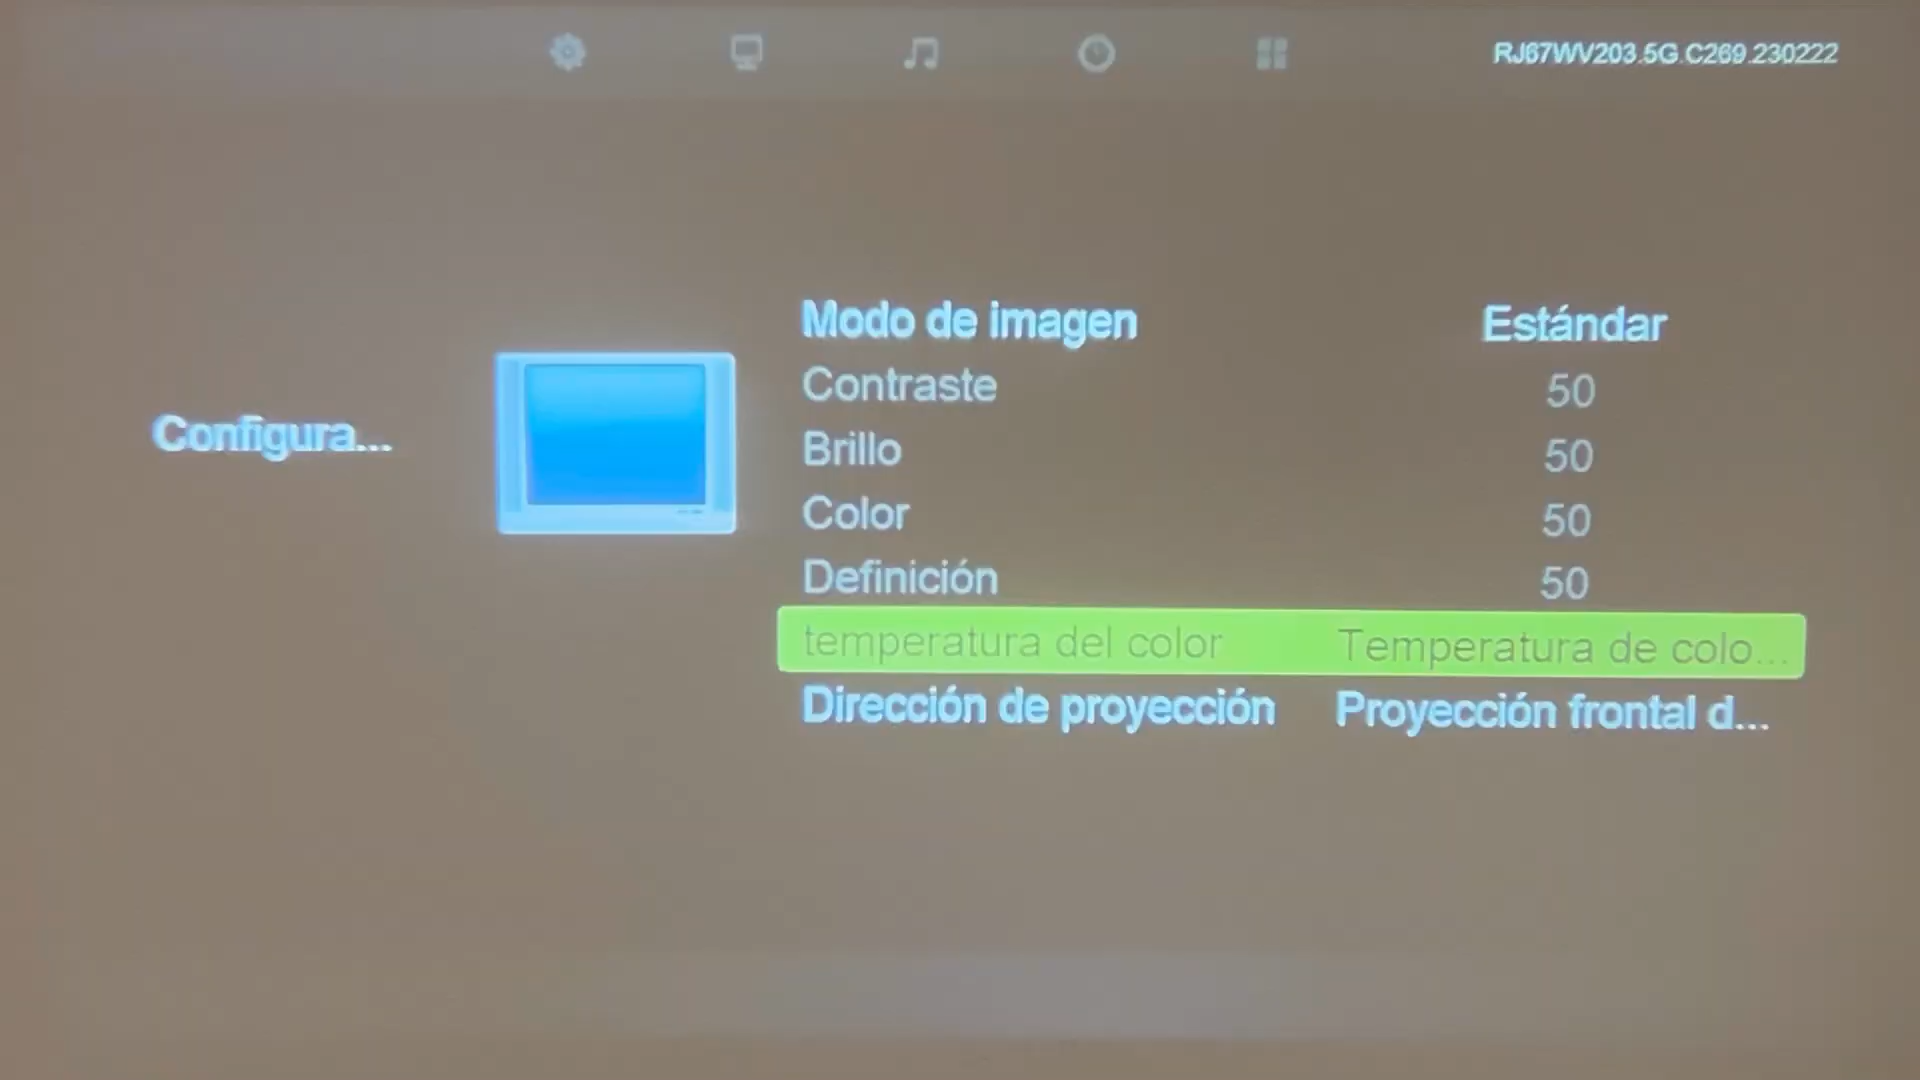 RJ67WV203.5G.C269.230222
Configura...
Modo de imagen Estándar
Contraste 50
Brillo 50
Color 50
Definición 50
temperatura del color Temperatura de colo...
Dirección de proyección Proyección frontal d...